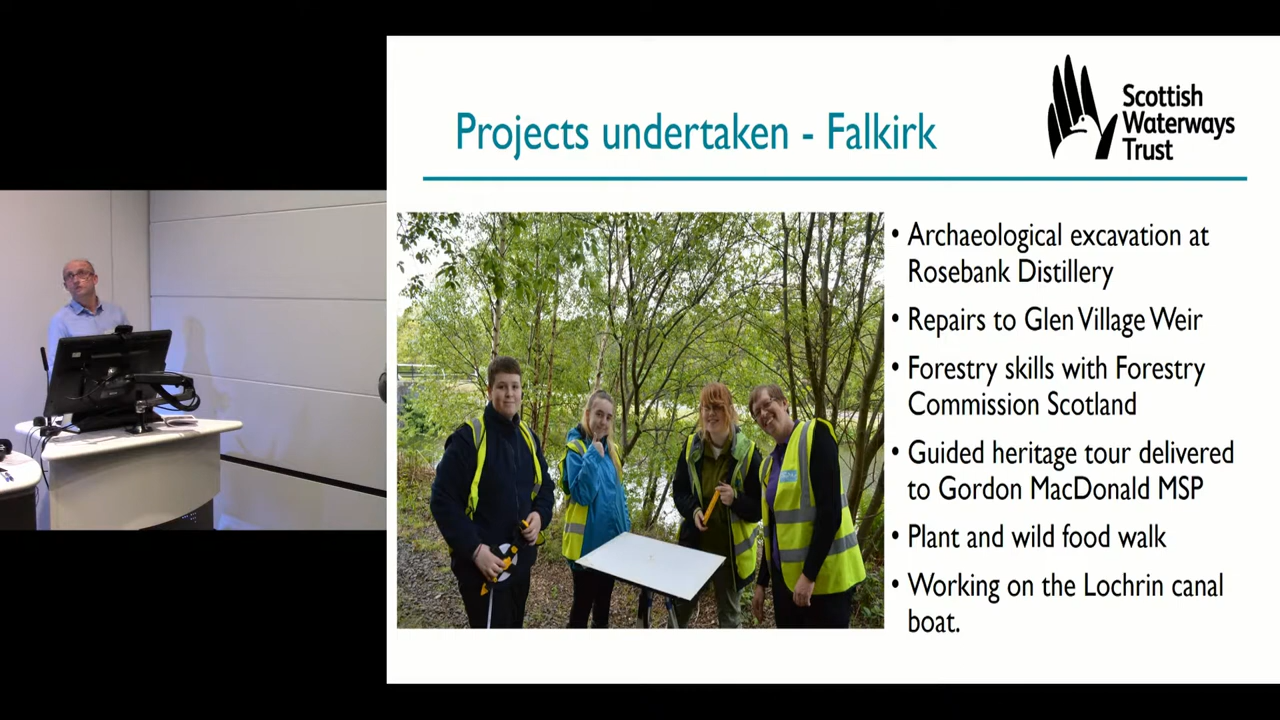 Projects undertaken - Falkirk
Scottish
Waterways
Trust
• Archaeological excavation at
Rosebank Distillery
• Repairs to Glen Village Weir
• Forestry skills with Forestry
Commission Scotland
• Guided heritage tour delivered
to Gordon MacDonald MSP
• Plant and wild food walk
• Working on the Lochrin canal
boat.